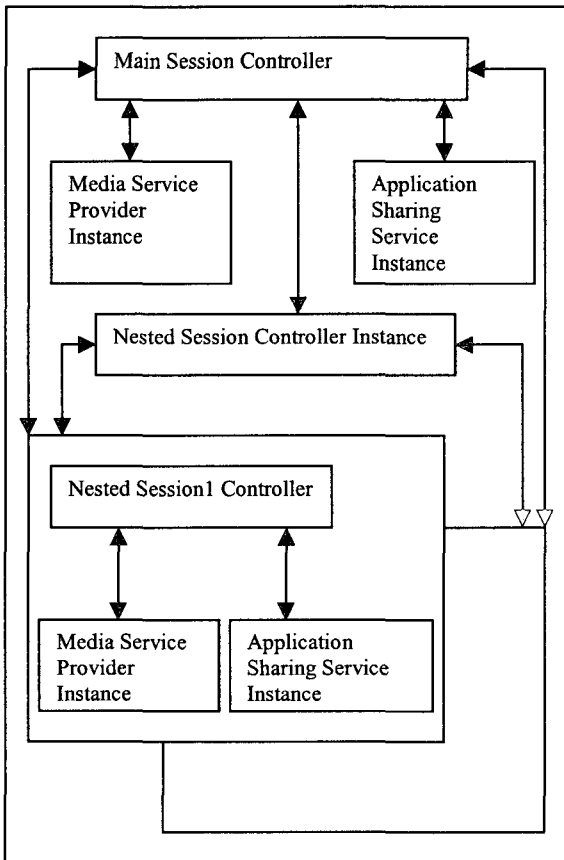 Main Session Controller
Media Service
Provider
Instance
Application
Sharing
Service
Instance
Nested Session Controller Instance
Nested Session1 Controller
Media Service
Provider
Instance
Application
Sharing Service
Instance